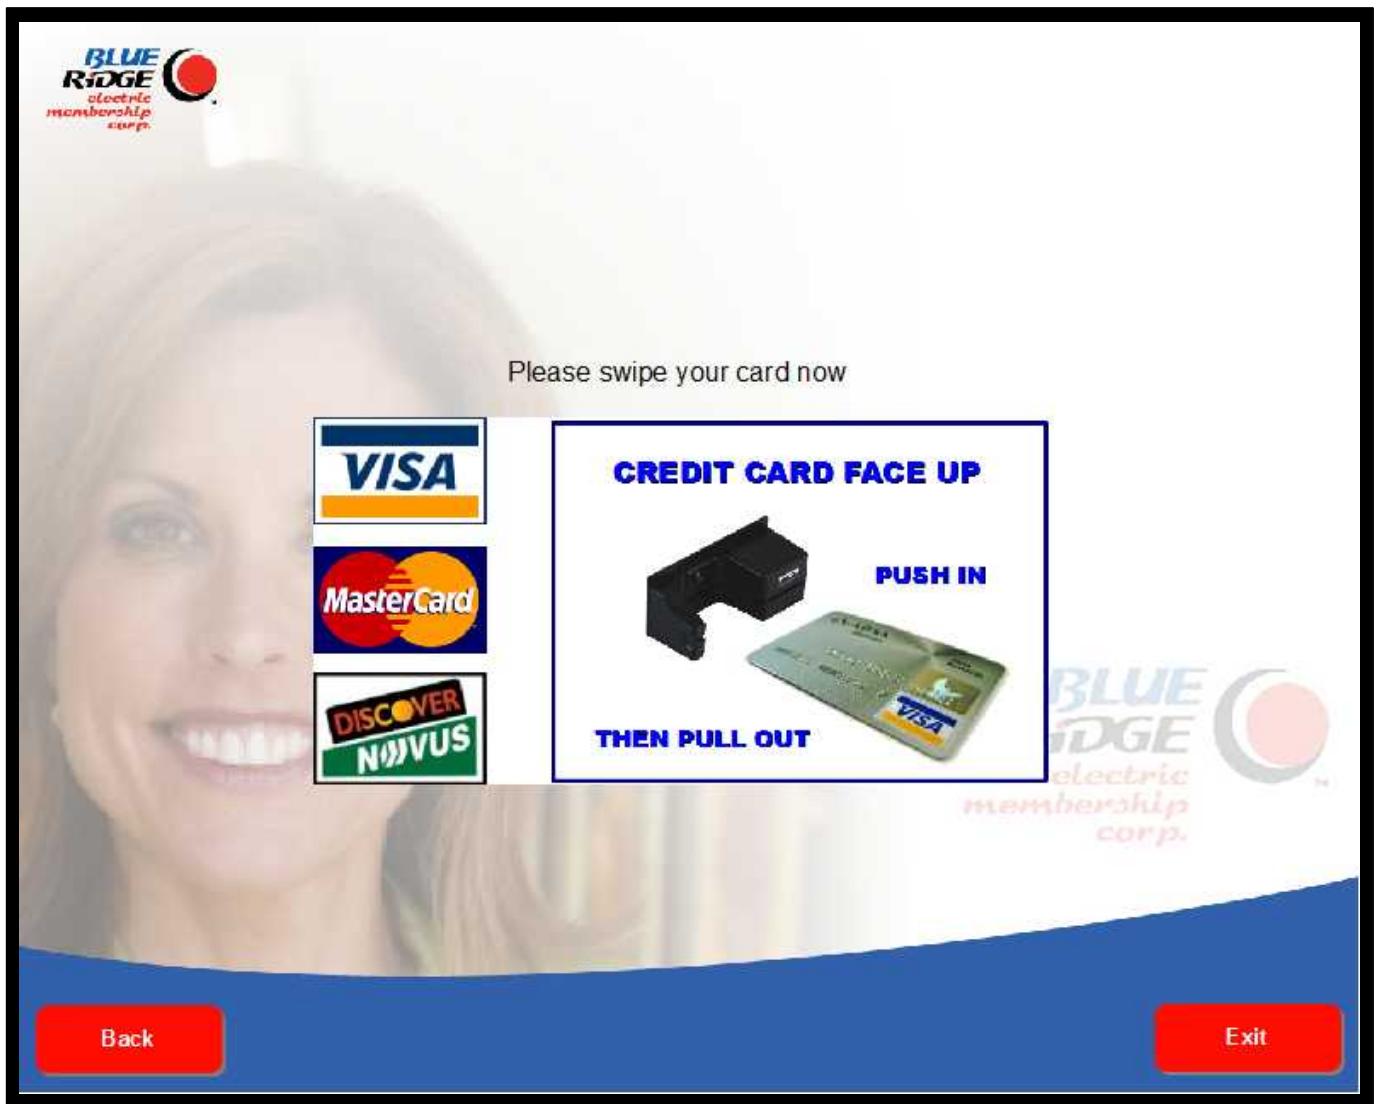 BLUE
RiDGE
electric
membership
corp.
Please swipe your card now
VISA
CREDIT CARD FACE UP
PUSH IN
MasterCard
DISCOVER
NOVUS
VISA
THEN PULL OUT
BLUE
RiDGE
electric
membership
corp.
Back
Exit